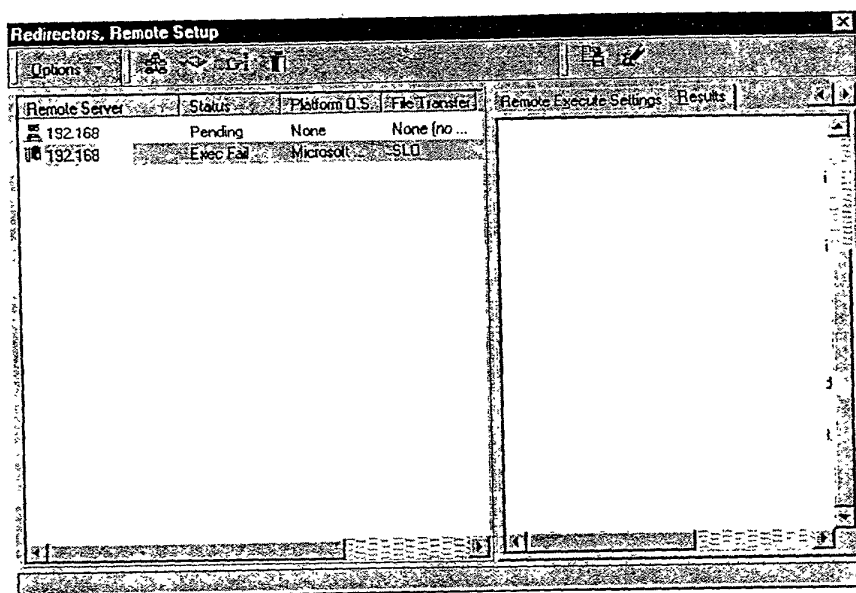 Redirectors, Remote Setup
Options
Remote Server Status Platform O.S. File Transfer
192.168 Pending None None (no ...
192.168 Exec Fail Microsoft ... SLO
Remote Execute Settings Results